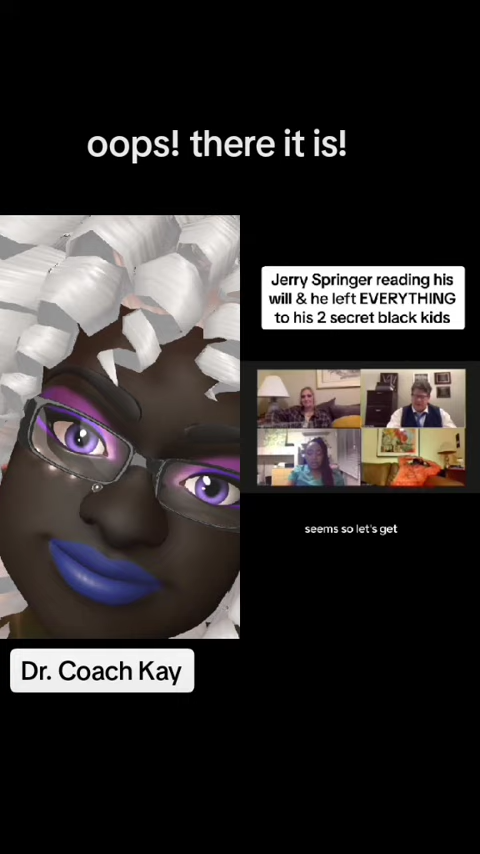 oops! there it is!
Jerry Springer reading his
will & he left EVERYTHING
to his 2 secret black kids
seems so let's get
Dr. Coach Kay